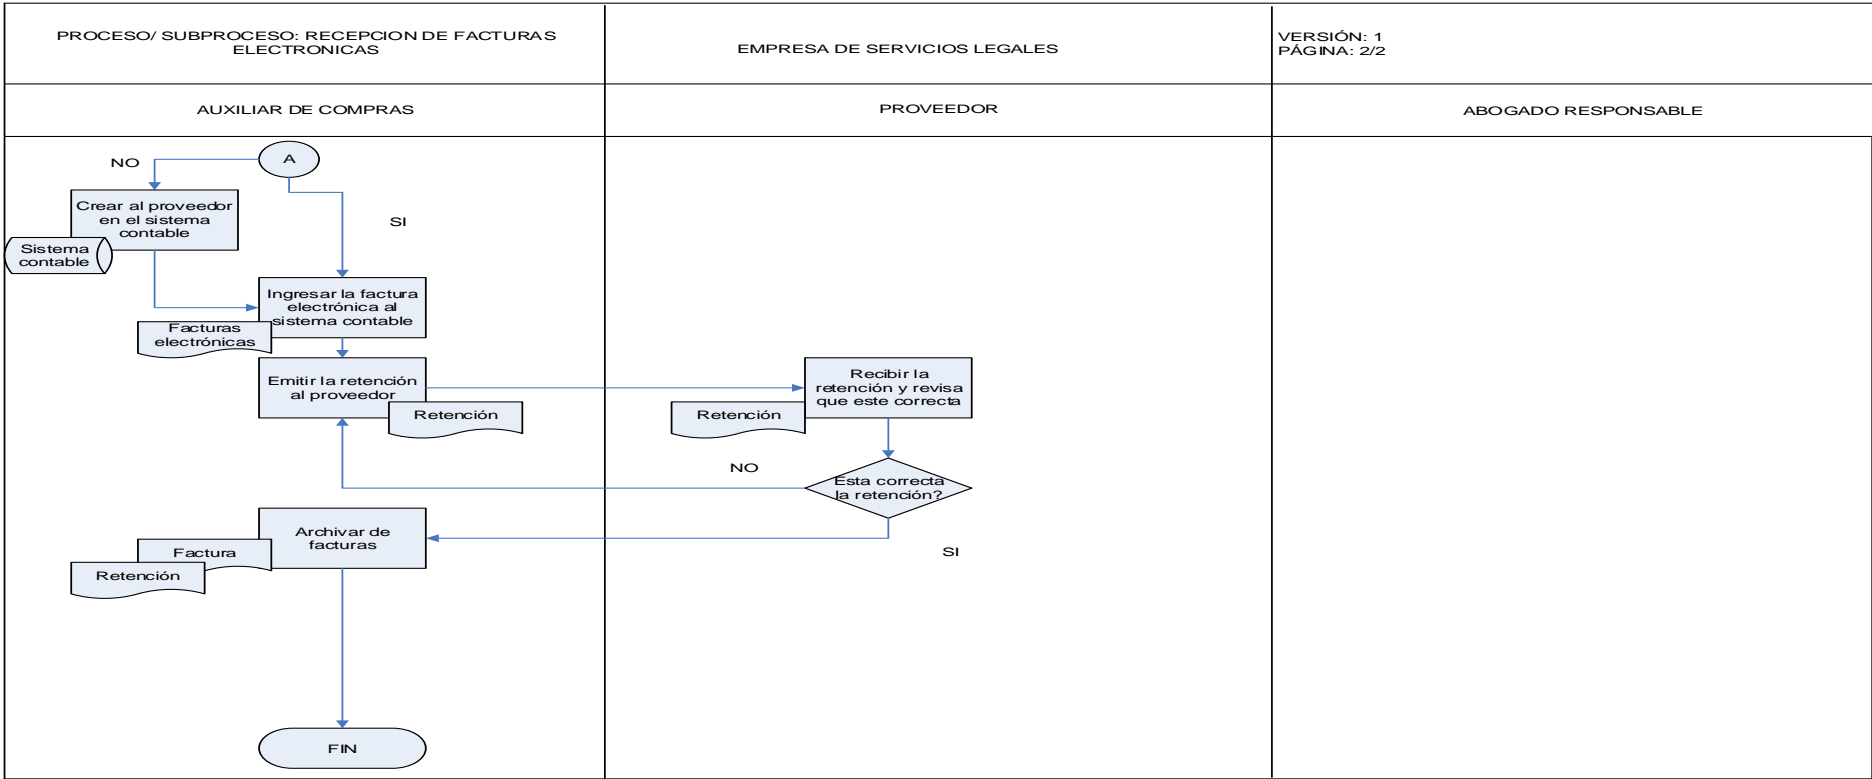 PROCESO/ SUBPROCESO: RECEPCION DE FACTURAS
ELECTRONICAS
EMPRESA DE SERVICIOS LEGALES
VERSIÓN: 1
PÁGINA: 2/2
AUXILIAR DE COMPRAS
PROVEEDOR
ABOGADO RESPONSABLE
A
NO
Crear al proveedor
en el sistema
contable
SI
Sistema
contable
Ingresar la factura
electrónica al
sistema contable
Facturas
electrónicas
Emitir la retención
al proveedor
Retención
Recibir la
retención y revisa
que este correcta
Retención
NO
Esta correcta
la retención?
Archivar de
facturas
SI
Factura
Retención
FIN